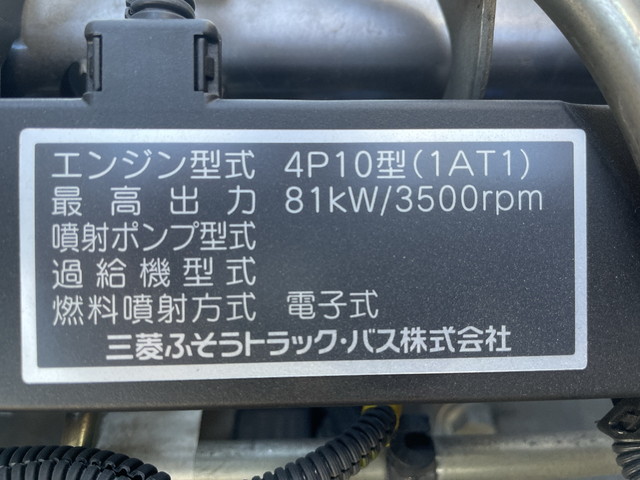 エンジン型式 4P10型(1AT1)
最高出力 81kW/3500rpm
噴射ポンプ型式
過給機型式
燃料噴射方式 電子式
三菱ふそうトラック・バス株式会社